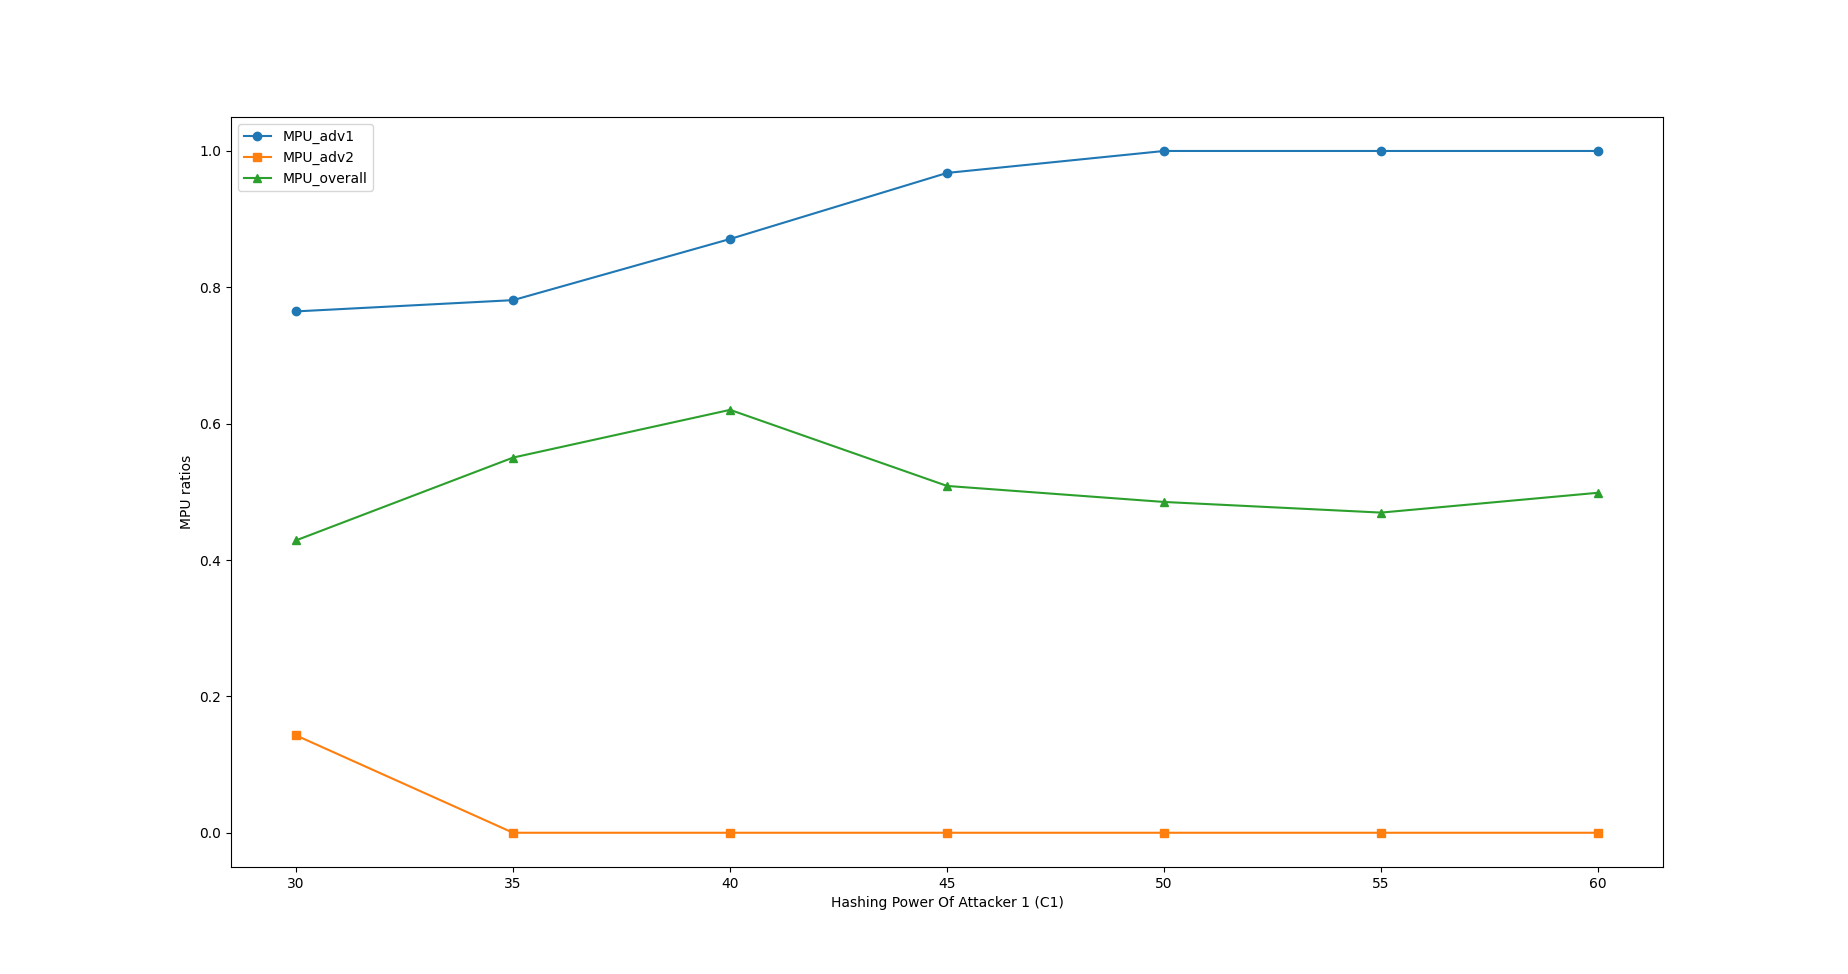 MPU_adv1
MPU_adv2
MPU_overall
1.0
0.8
0.6
0.4
0.2
0.0
MPU ratios
30 35 40 45 50 55 60
Hashing Power Of Attacker 1 (C1)